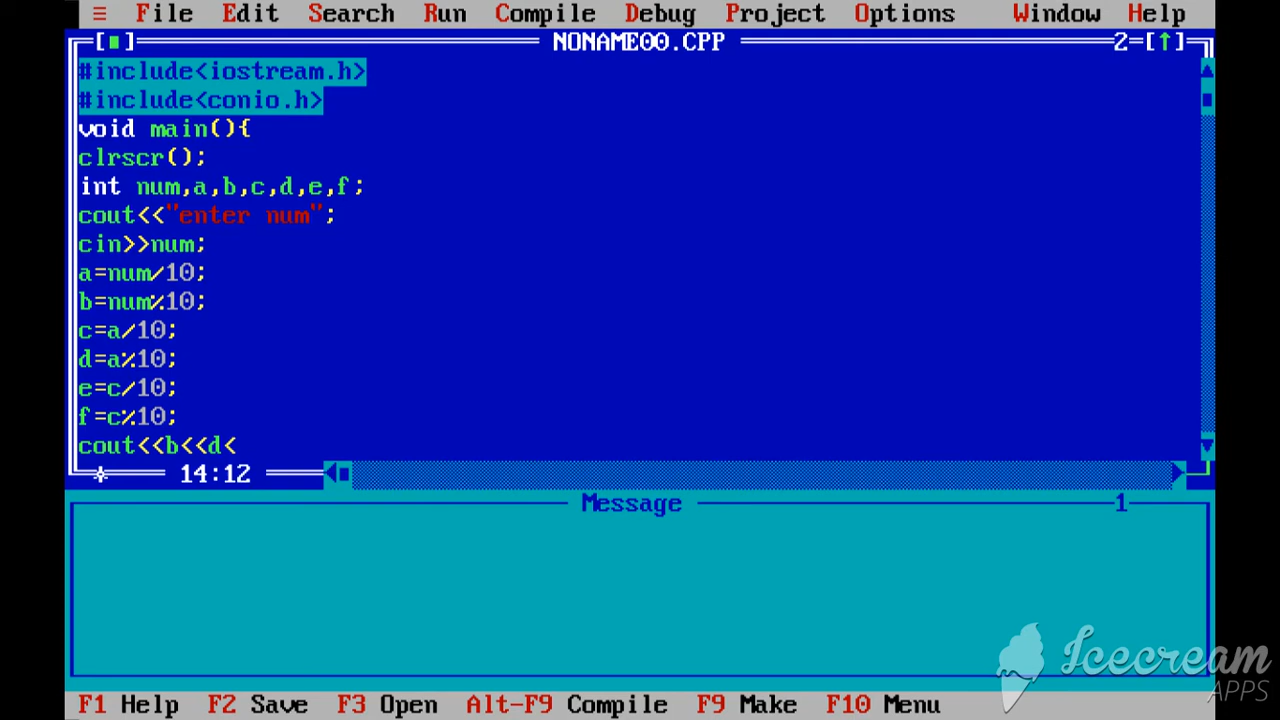 ≡ File Edit Search Run Compile Debug Project Options Window Help
[■] NONAME00.CPP 2=[↑]
#include<iostream.h>
#include<conio.h>
void main(){
clrscr();
int num,a,b,c,d,e,f;
cout<<"enter num";
cin>>num;
a=num/10;
b=num%10;
c=a/10;
d=a%10;
e=c/10;
f=c%10;
cout<<b<<d<
14:12
Message 1
Icecream
APPS
F1 Help F2 Save F3 Open Alt-F9 Compile F9 Make F10 Menu